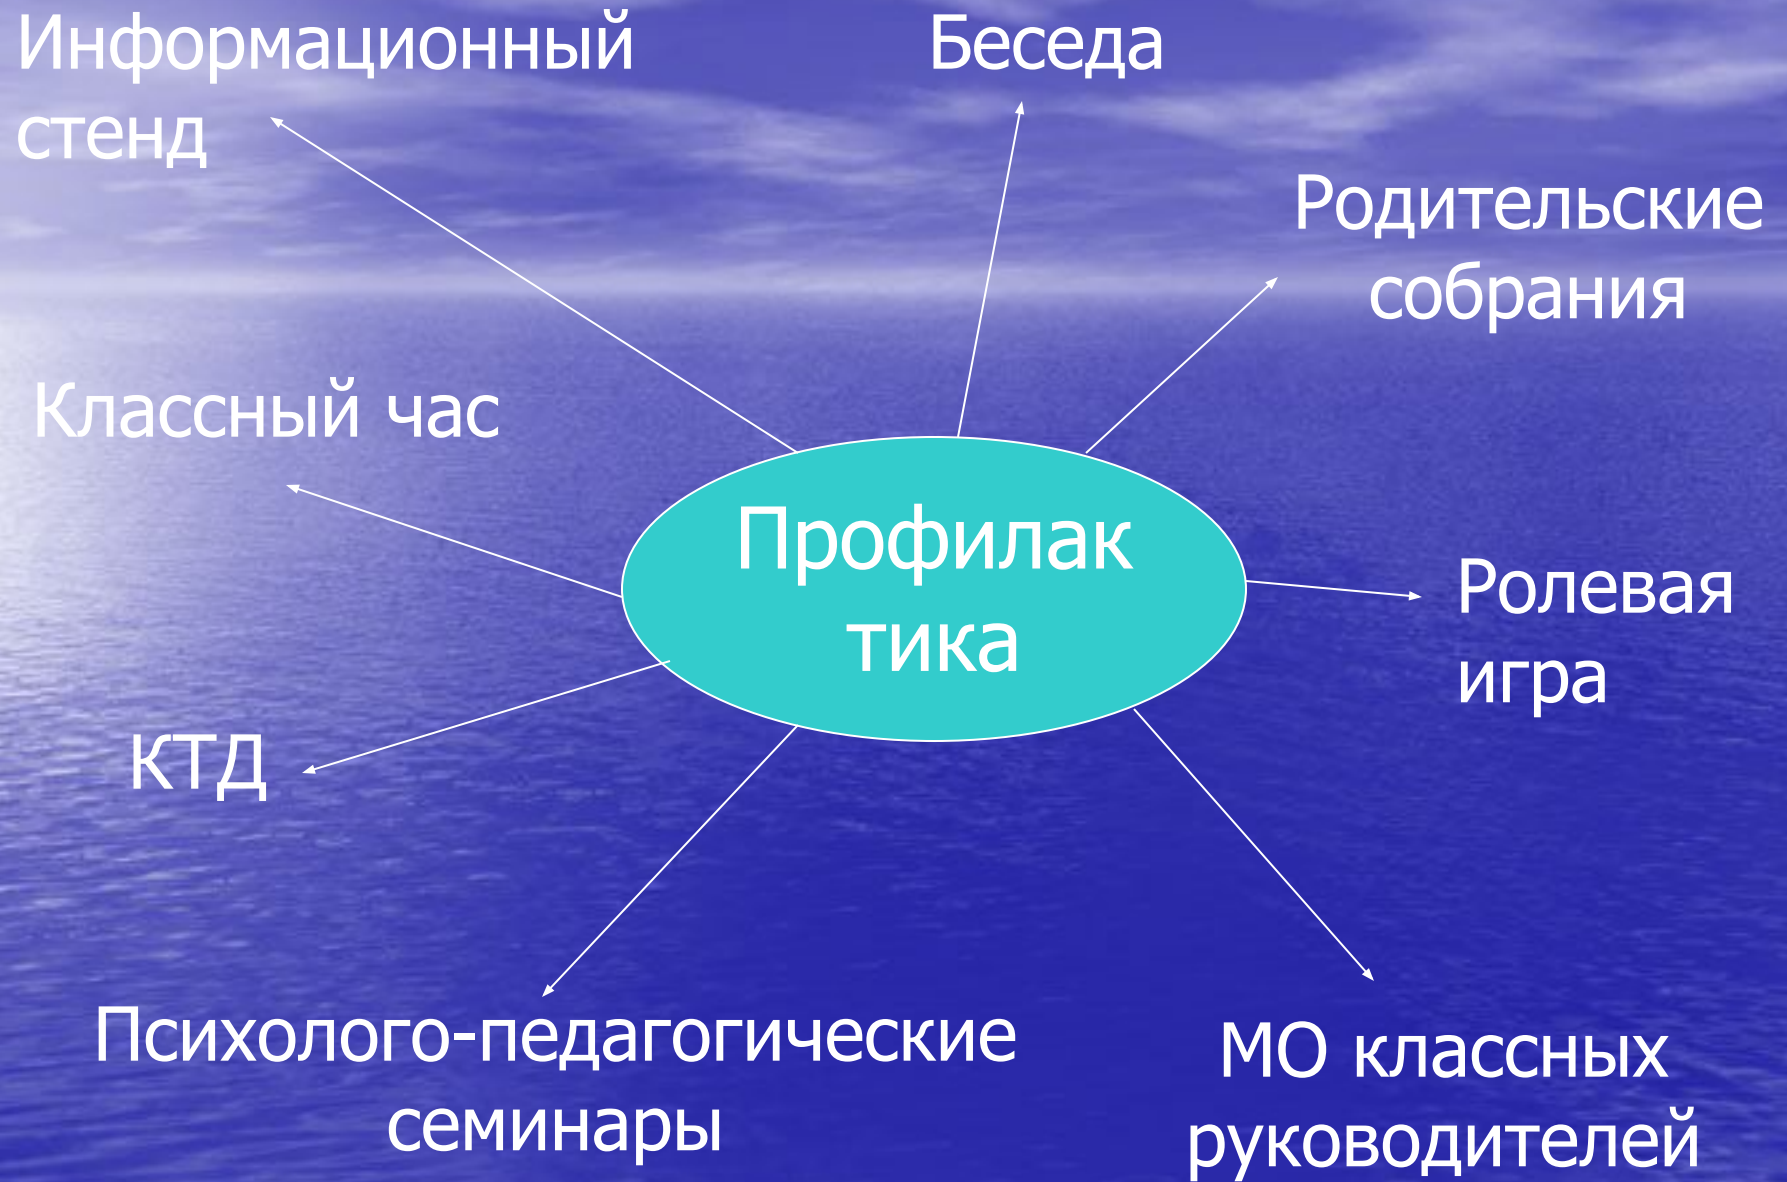 Информационный
стенд
Беседа
Родительские
собрания
Классный час
Профилак
тика
Ролевая
игра
КТД
Психолого-педагогические
семинары
МО классных
руководителей